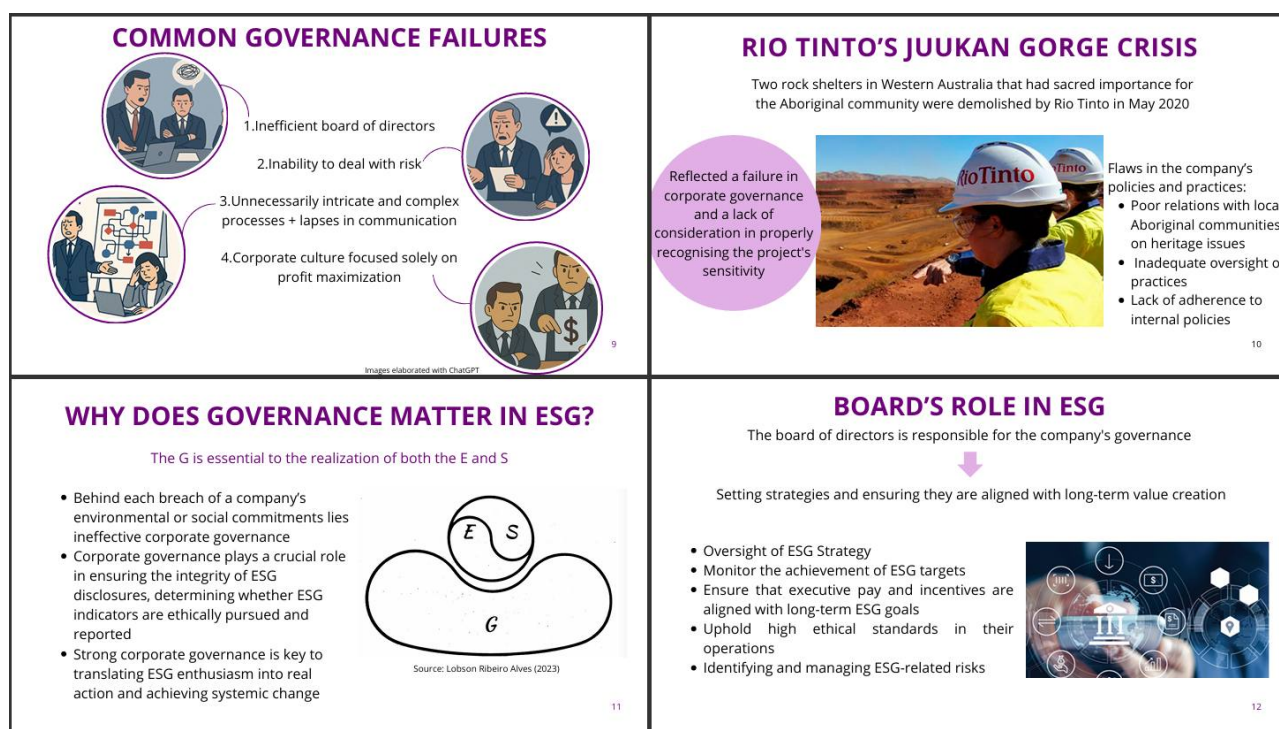 COMMON GOVERNANCE FAILURES
1.Inefficient board of directors
2.Inability to deal with risk
3.Unnecessarily intricate and complex
processes + lapses in communication
4.Corporate culture focused solely on
profit maximization
$
9
Images elaborated with ChatGPT
RIO TINTO'S JUUKAN GORGE CRISIS
Two rock shelters in Western Australia that had sacred importance for
the Aboriginal community were demolished by Rio Tinto in May 2020
Reflected a failure in
corporate governance
and a lack of
consideration in properly
recognising the project's
sensitivity
RioTinto
Tinto
Flaws in the company's
policies and practices:
• Poor relations with loca
Aboriginal communities
on heritage issues
• Inadequate oversight o
practices
• Lack of adherence to
internal policies
10
WHY DOES GOVERNANCE MATTER IN ESG?
The G is essential to the realization of both the E and S
• Behind each breach of a company's
environmental or social commitments lies
ineffective corporate governance
• Corporate governance plays a crucial role
in ensuring the integrity of ESG
disclosures, determining whether ESG
indicators are ethically pursued and
reported
• Strong corporate governance is key to
translating ESG enthusiasm into real
action and achieving systemic change
E S
G
Source: Lobson Ribeiro Alves (2023)
11
BOARD'S ROLE IN ESG
The board of directors is responsible for the company's governance
Setting strategies and ensuring they are aligned with long-term value creation
• Oversight of ESG Strategy
• Monitor the achievement of ESG targets
• Ensure that executive pay and incentives are
aligned with long-term ESG goals
• Uphold high ethical standards in their
operations
• Identifying and managing ESG-related risks
$
12